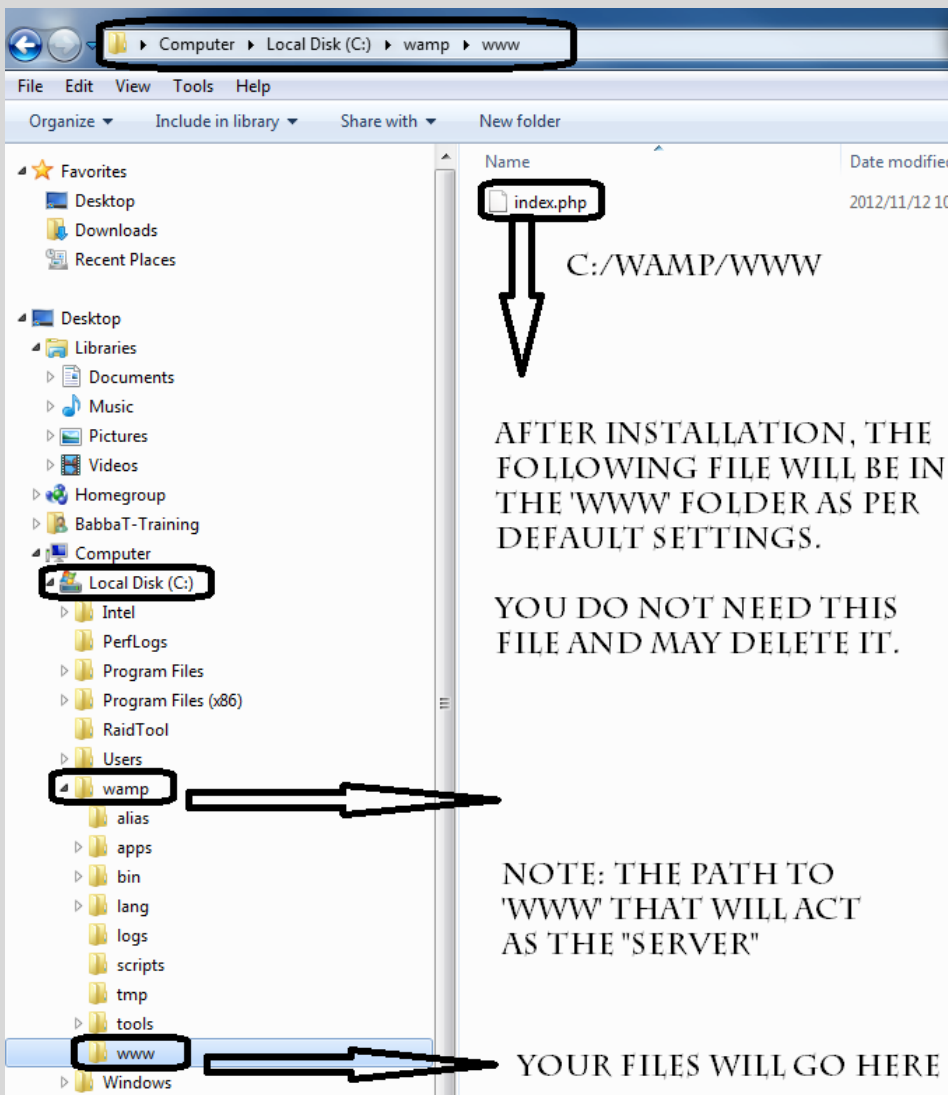 Computer ▸ Local Disk (C:) ▸ wamp ▸ www
File Edit View Tools Help
Organize Include in library Share with New folder
Favorites
Desktop
Downloads
Recent Places
Desktop
Libraries
Documents
Music
Pictures
Videos
Homegroup
BabbaT-Training
Computer
Local Disk (C:)
Intel
PerfLogs
Program Files
Program Files (x86)
RaidTool
Users
wamp
alias
apps
bin
lang
logs
scripts
tmp
tools
www
Windows
Name Date modified
index.php 2012/11/12 10
C:/WAMP/WWW
AFTER INSTALLATION, THE
FOLLOWING FILE WILL BE IN
THE 'WWW' FOLDER AS PER
DEFAULT SETTINGS.
YOU DO NOT NEED THIS
FILE AND MAY DELETE IT.
NOTE: THE PATH TO
'WWW' THAT WILL ACT
AS THE "SERVER"
YOUR FILES WILL GO HERE